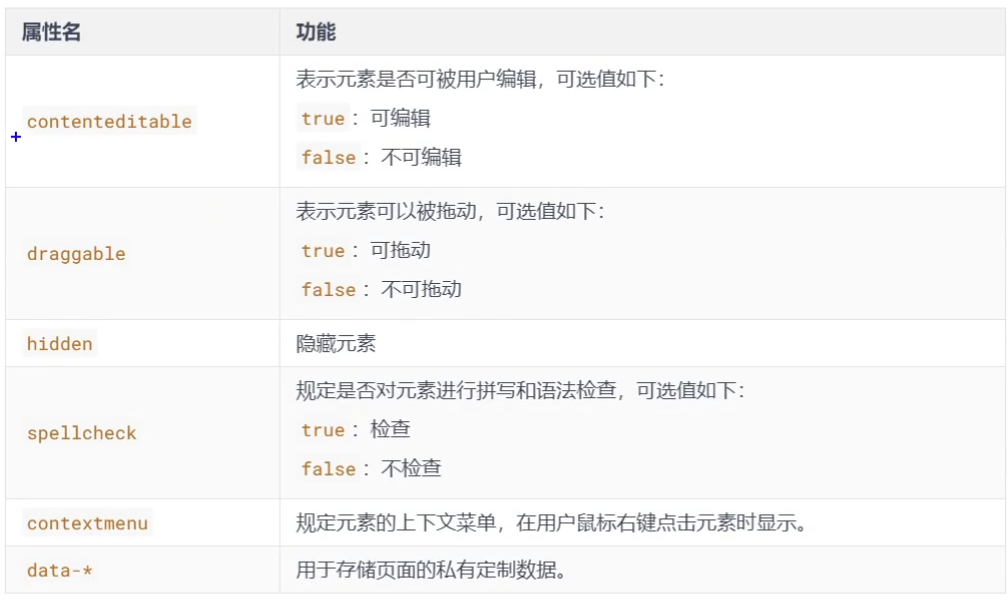 属性名 功能
contenteditable
表示元素是否可被用户编辑，可选值如下：
true：可编辑
false：不可编辑
draggable
表示元素可以被拖动，可选值如下：
true：可拖动
false：不可拖动
hidden 隐藏元素
spellcheck
规定是否对元素进行拼写和语法检查，可选值如下：
true：检查
false：不检查
contextmenu 规定元素的上下文菜单，在用户鼠标右键点击元素时显示。
data-* 用于存储页面的私有定制数据。